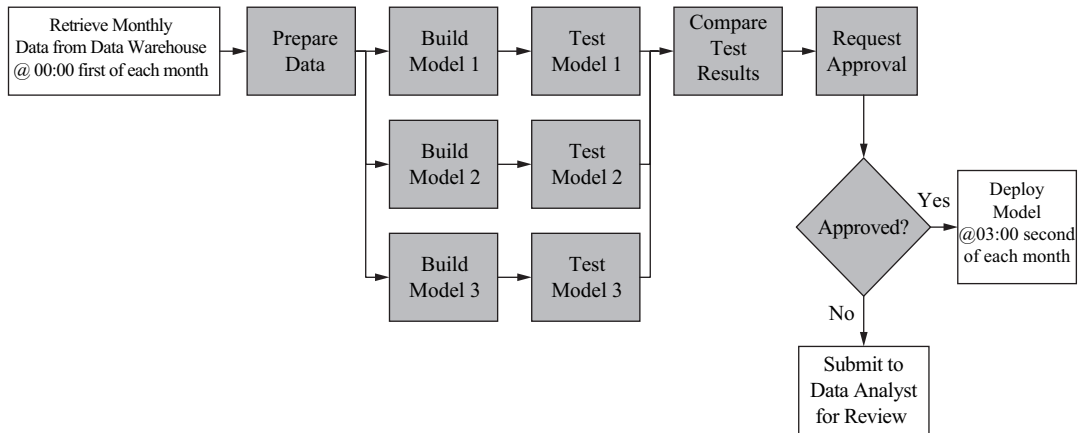 Retrieve Monthly
Data from Data Warehouse
@ 00:00 first of each month
Prepare
Data
Build
Model 1
Test
Model 1
Compare
Test
Results
Request
Approval
Build
Model 2
Test
Model 2
Build
Model 3
Test
Model 3
Approved?
Yes
Deploy
Model
@03:00 second
of each month
No
Submit to
Data Analyst
for Review